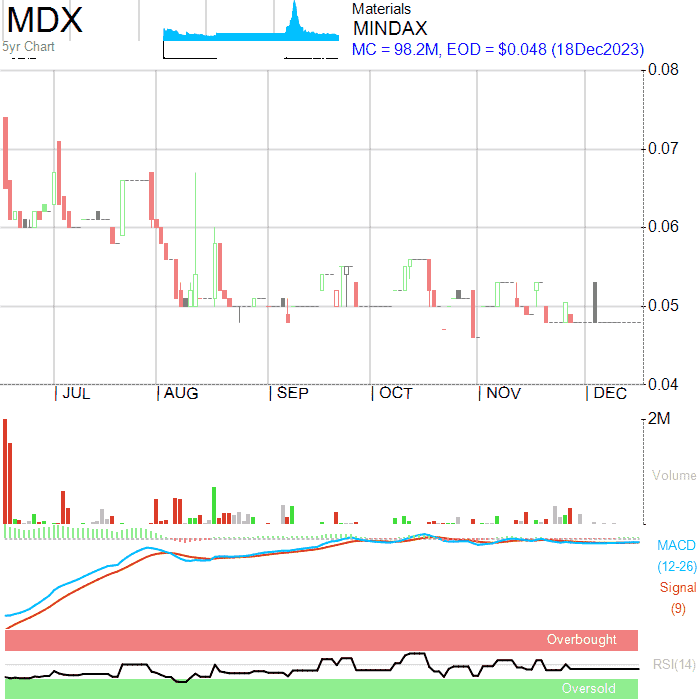 MDX
5yr Chart
Materials
MINDAX
MC = 98.2M, EOD = $0.048 (18Dec2023)
0.08
0.07
0.06
0.05
0.04
JUL AUG SEP OCT NOV DEC
2M
Volume
MACD
(12-26)
Signal
(9)
Overbought
RSI(14)
Oversold